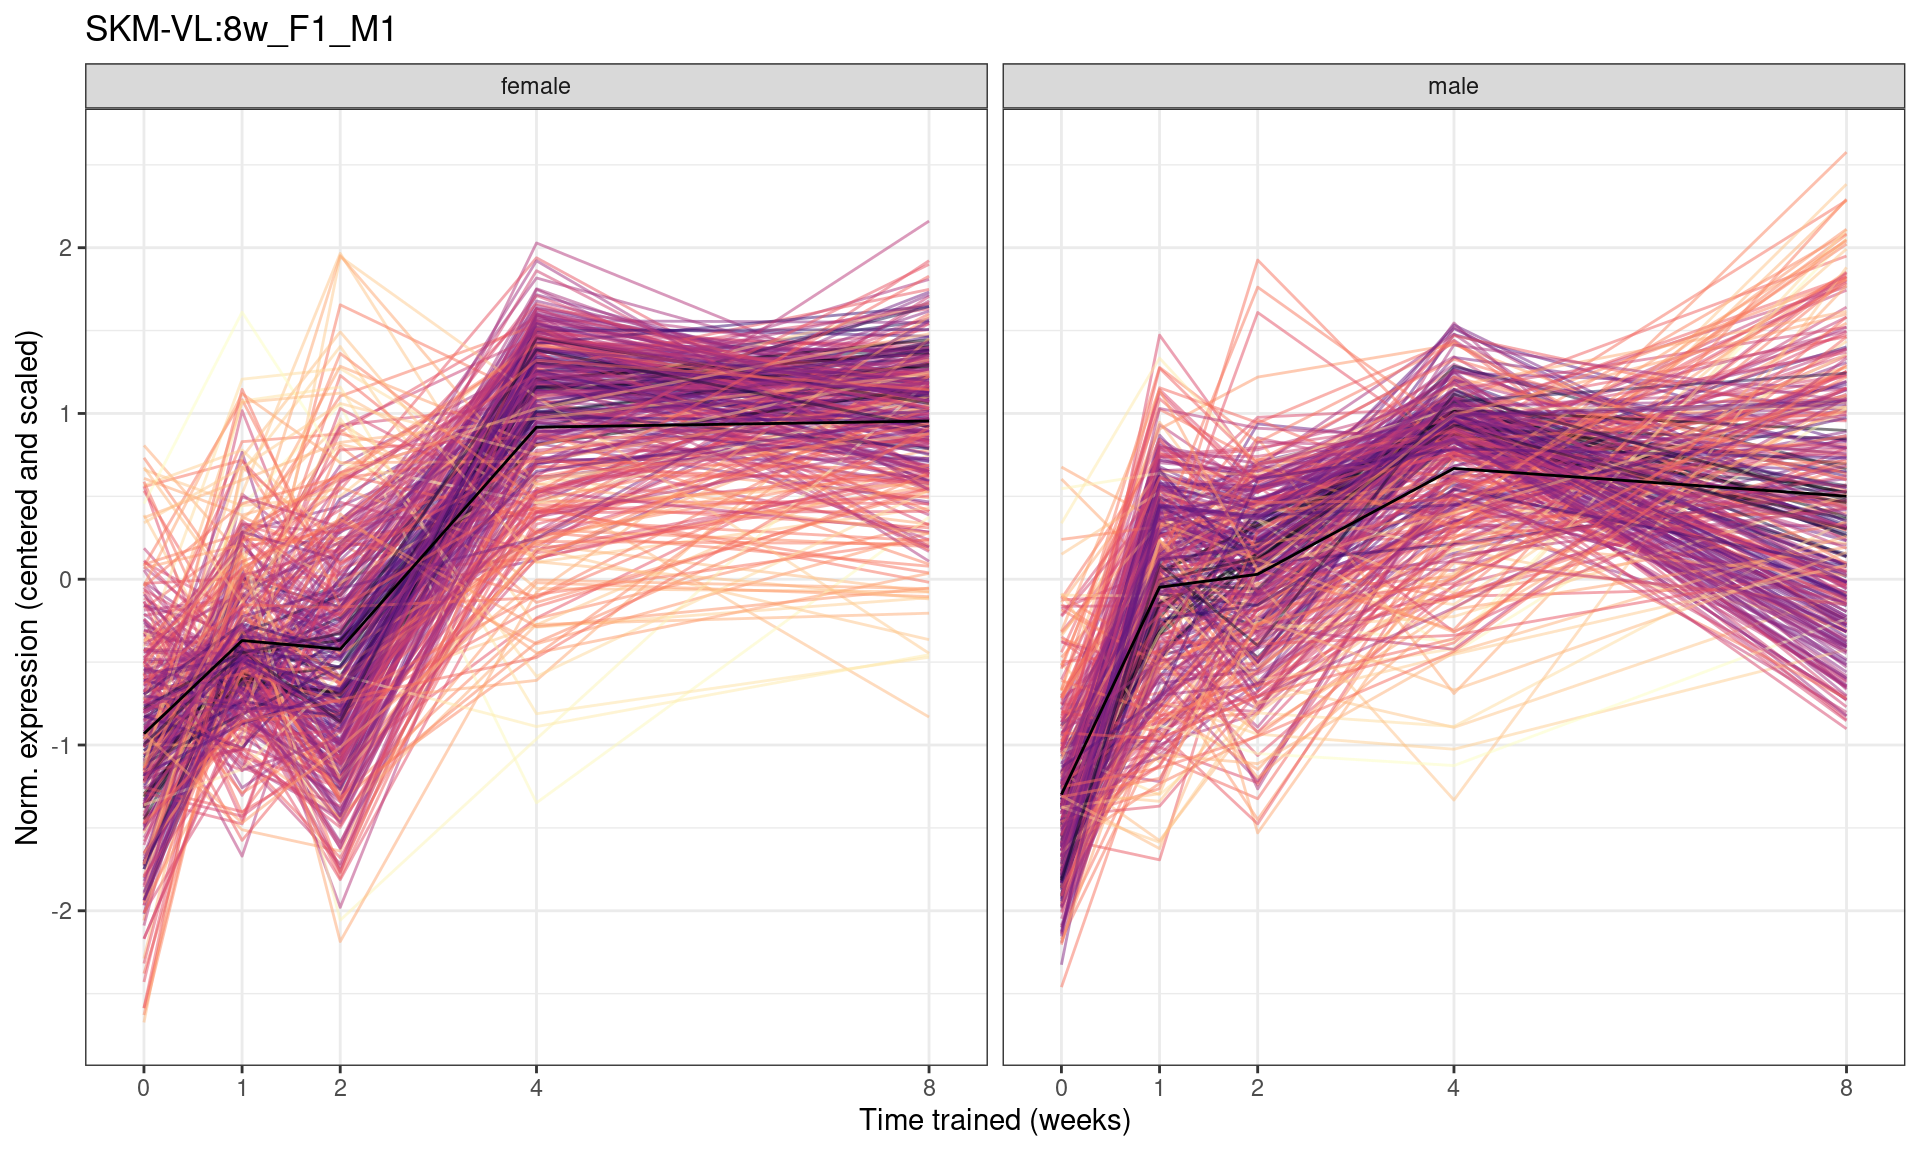 SKM-VL:8w_F1_M1
female
male
Norm. expression (centered and scaled)
2
1
0
-1
-2
0 1 2 4 8
0 1 2 4 8
Time trained (weeks)